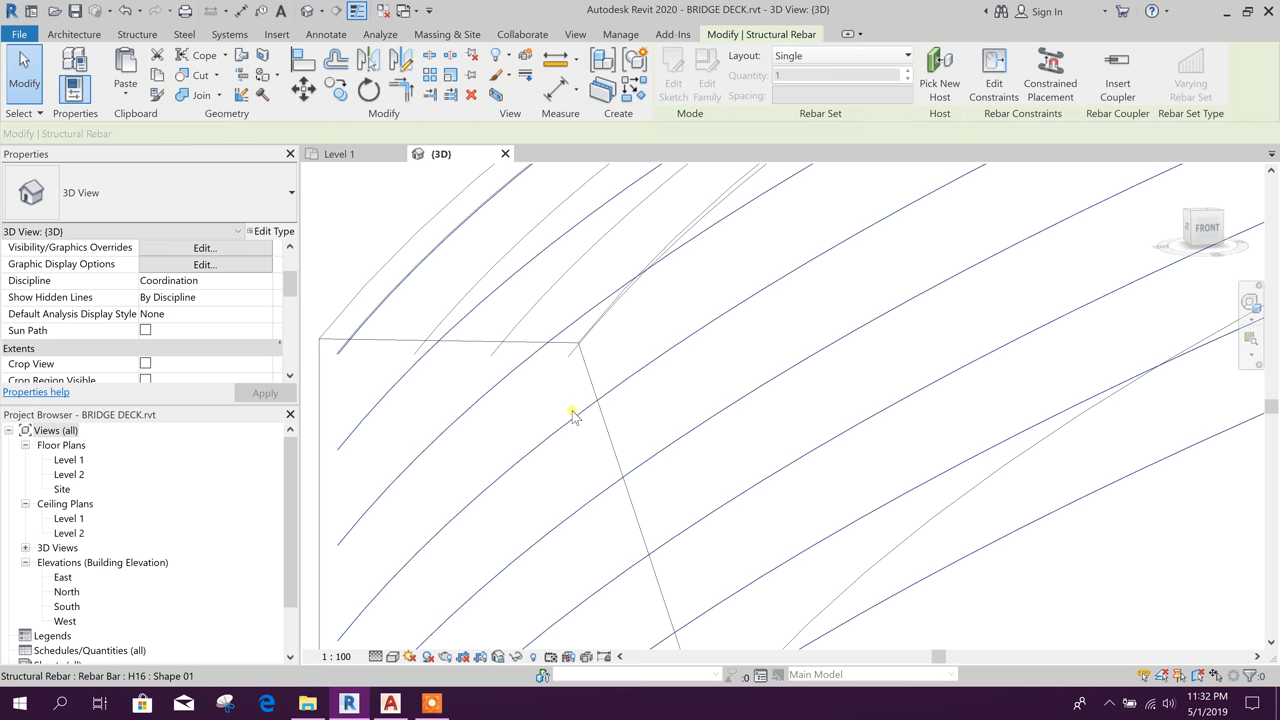 Autodesk Revit 2020 - BRIDGE DECK.rvt - 3D View: {3D}
Sign In
File
Architecture
Structure
Steel
Systems
Insert
Annotate
Analyze
Massing & Site
Collaborate
View
Manage
Add-Ins
Modify | Structural Rebar
Modify
Paste
Cope
Cut
Join
Layout:
Single
Quantity:
1
Spacing:
Edit Sketch
Edit Family
Pick New Host
Edit Constraints
Constrained Placement
Insert Coupler
Varying Rebar Set
Select
Properties
Clipboard
Geometry
Modify
View
Measure
Create
Mode
Rebar Set
Host
Rebar Constraints
Rebar Coupler
Varying Rebar Set Type
Modify | Structural Rebar
Properties
Level 1
{3D}
3D View
3D View: {3D}
Edit Type
Visibility/Graphics Overrides
Edit...
Graphic Display Options
Edit...
Discipline
Coordination
Show Hidden Lines
By Discipline
Default Analysis Display Style
None
Sun Path
Extents
Crop View
Crop Region Visible
Properties help
Apply
FRONT
Project Browser - BRIDGE DECK.rvt
Views (all)
Floor Plans
Level 1
Level 2
Site
Ceiling Plans
Level 1
Level 2
3D Views
Elevations (Building Elevation)
East
North
South
West
Legends
Schedules/Quantities (all)
1 : 100
Structural Rebar : Rebar Bar : H16 : Shape 01
:0
Main Model
:0
11:32 PM
5/1/2019